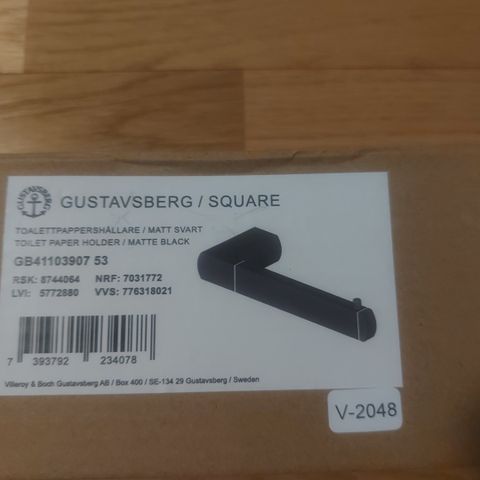 GUSTAVSBERG
GUSTAVSBERG / SQUARE
TOALETTPAPPERSHÅLLARE / MATT SVART
TOILET PAPER HOLDER / MATTE BLACK
GB41103907 53
RSK: 8744064 NRF: 7031772
LVI: 5772880 VVS: 776318021
7 393792 234078
Villeroy & Boch Gustavsberg AB / Box 400 / SE-134 29 Gustavsberg / Sweden
V-2048